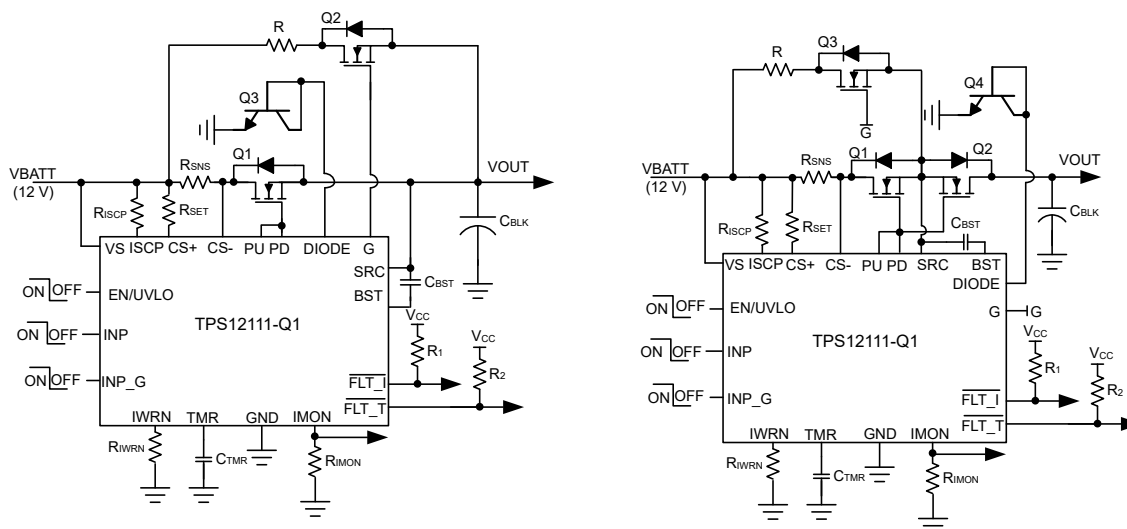 Q2
R
Q3
Q1
RSNS
VBATT
(12 V)
VOUT
RISCP
RSET
CBLK
VS ISCP CS+ CS- PU PD DIODE G
SRC
CBST
BST
ON OFF EN/UVLO
TPS12111-Q1
VCC
ON OFF INP
R1
VCC
R2
ON OFF INP_G
FLT_I
FLT_T
IWRN TMR GND IMON
RIWRN
CTMR
RIMON
Q3
R
Q4
G
RSNS
Q1
Q2
VBATT
(12 V)
VOUT
RISCP
RSET
CBST
CBLK
VS ISCP CS+ CS- PU PD SRC BST
DIODE
ON OFF EN/UVLO
G G
TPS12111-Q1
VCC
ON OFF INP
R1
VCC
R2
ON OFF INP_G
FLT_I
FLT_T
IWRN TMR GND IMON
RIWRN
CTMR
RIMON